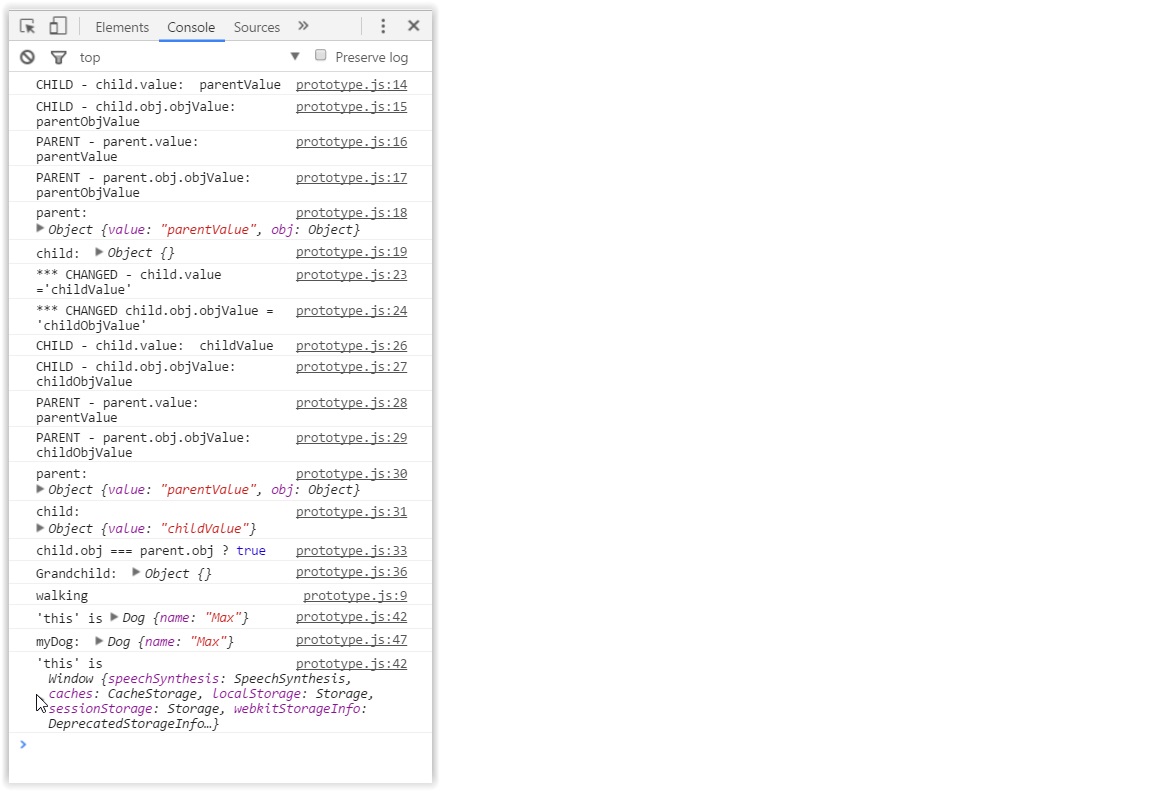 Elements Console Sources »
top Preserve log
CHILD - child.value:  parentValue prototype.js:14
CHILD - child.obj.objValue: prototype.js:15
parentObjValue
PARENT - parent.value: prototype.js:16
parentValue
PARENT - parent.obj.objValue: prototype.js:17
parentObjValue
parent: prototype.js:18
Object {value: "parentValue", obj: Object}
child:  Object {} prototype.js:19
*** CHANGED - child.value prototype.js:23
='childValue'
*** CHANGED child.obj.objValue = prototype.js:24
'childObjValue'
CHILD - child.value:  childValue prototype.js:26
CHILD - child.obj.objValue: prototype.js:27
childObjValue
PARENT - parent.value: prototype.js:28
parentValue
PARENT - parent.obj.objValue: prototype.js:29
childObjValue
parent: prototype.js:30
Object {value: "parentValue", obj: Object}
child: prototype.js:31
Object {value: "childValue"}
child.obj === parent.obj ? true prototype.js:33
Grandchild:  Object {} prototype.js:36
walking prototype.js:9
'this' is Dog {name: "Max"} prototype.js:42
myDog:  Dog {name: "Max"} prototype.js:47
'this' is prototype.js:42
Window {speechSynthesis: SpeechSynthesis,
caches: CacheStorage, localStorage: Storage,
sessionStorage: Storage, webkitStorageInfo:
DeprecatedStorageInfo…}